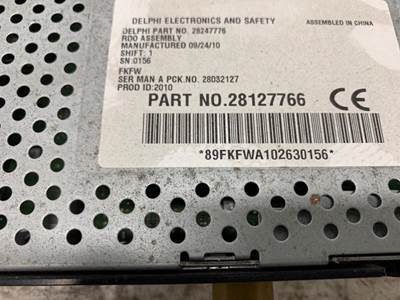 DELPHI ELECTRONICS AND SAFETY
ASSEMBLED IN CHINA
DELPHI PART NO. 28247776
RDO ASSEMBLY
MANUFACTURED 09/24/10
SHIFT: 1
SN:0156
FKFW
SER MAN A PCK.NO. 28032127
PROD ID:2010
PART NO.28127766 CE
*89FKFWA102630156*